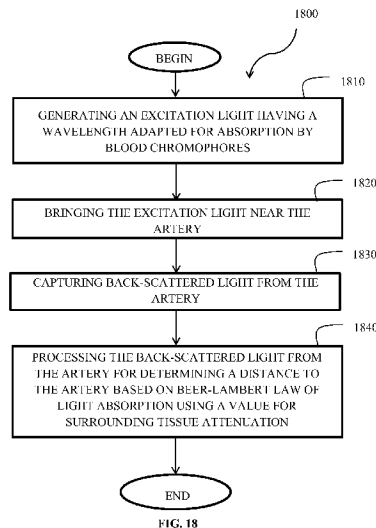 1800
BEGIN
1810
GENERATING AN EXCITATION LIGHT HAVING A
WAVELENGTH ADAPTED FOR ABSORPTION BY
BLOOD CHROMOPHORES
1820
BRINGING THE EXCITATION LIGHT NEAR THE
ARTERY
1830
CAPTURING BACK-SCATTERED LIGHT FROM THE
ARTERY
1840
PROCESSING THE BACK-SCATTERED LIGHT FROM
THE ARTERY FOR DETERMINING A DISTANCE TO
THE ARTERY BASED ON BEER-LAMBERT LAW OF
LIGHT ABSORPTION USING A VALUE FOR
SURROUNDING TISSUE ATTENUATION
END
FIG. 18